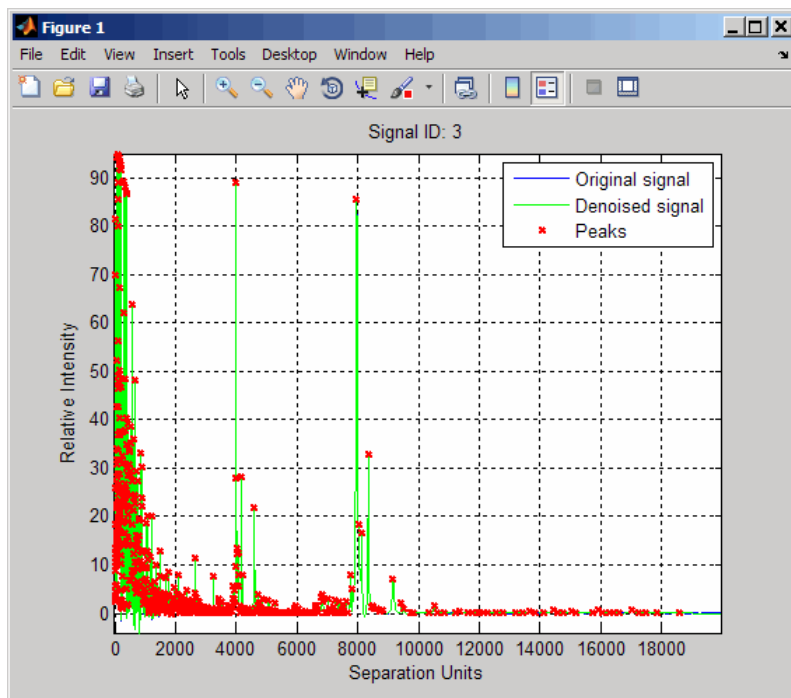 Figure 1
File Edit View Insert Tools Desktop Window Help
Signal ID: 3
Original signal
Denoised signal
Peaks
Relative Intensity
90
80
70
60
50
40
30
20
10
0
0 2000 4000 6000 8000 10000 12000 14000 16000 18000
Separation Units